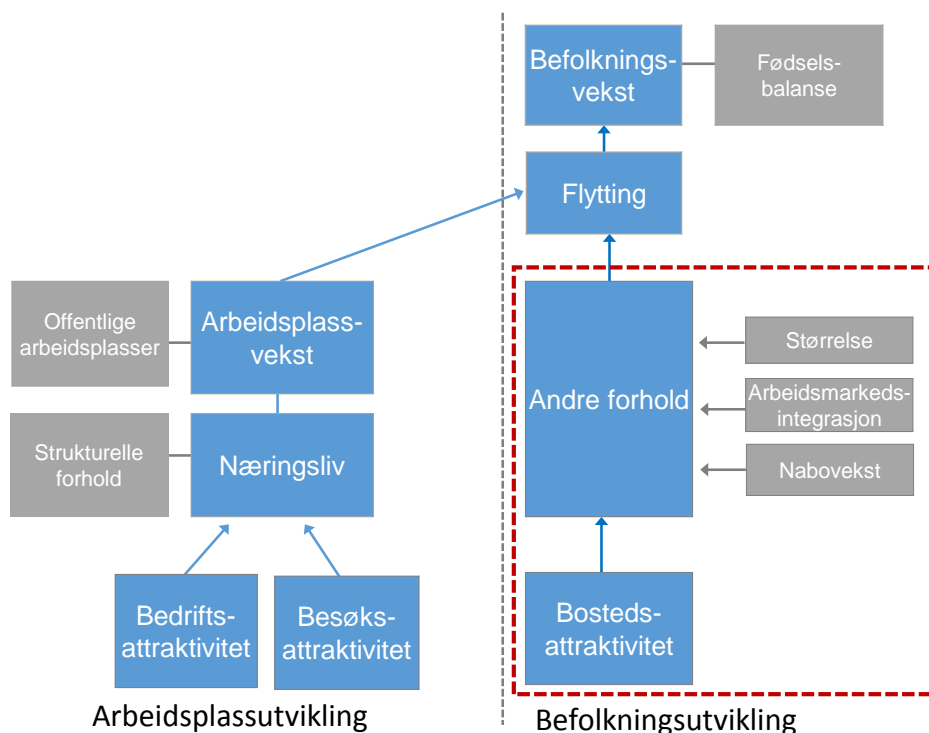 Befolknings-
vekst
Fødsels-
balanse
Flytting
Offentlige
arbeidsplasser
Arbeidsplass-
vekst
Andre forhold
Størrelse
Arbeidsmarkeds-
integrasjon
Nabovekst
Strukturelle
forhold
Næringsliv
Bedrifts-
attraktivitet
Besøks-
attraktivitet
Bosteds-
attraktivitet
Arbeidsplassutvikling
Befolkningsutvikling